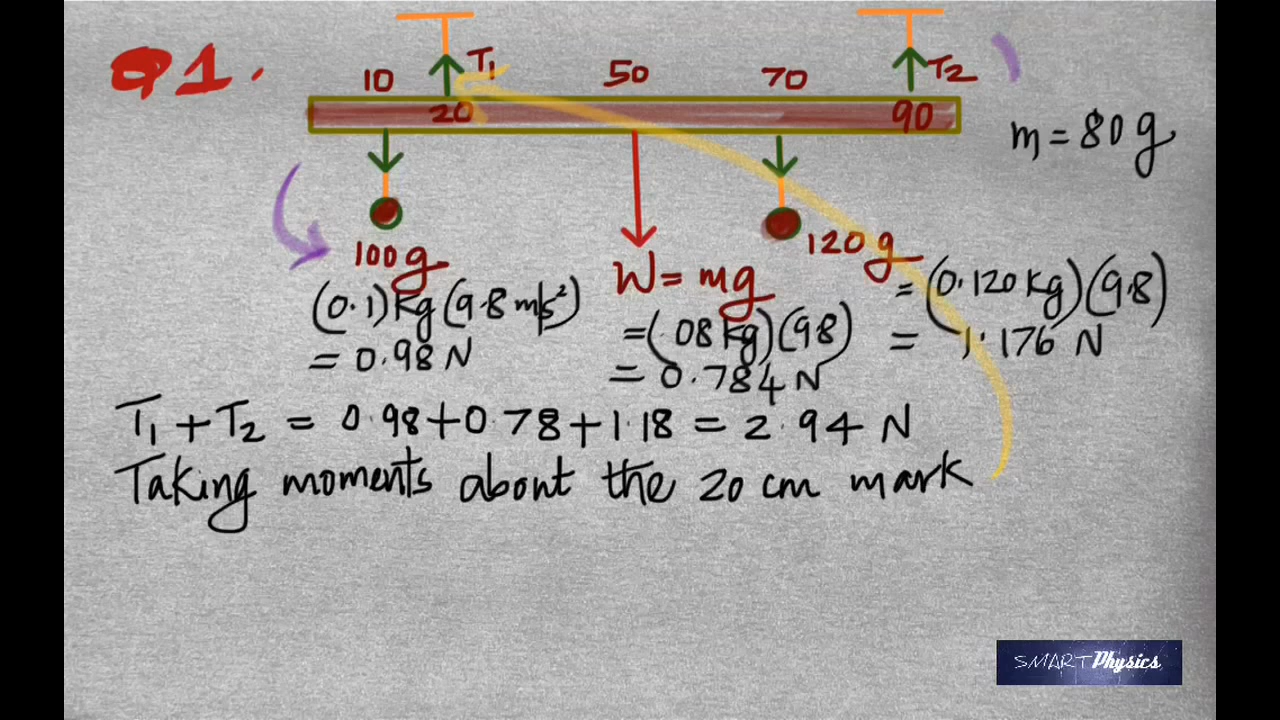 Q1.
T1
T2
10
50
70
20
90
m = 80 g
100 g
120 g
W = mg
(0.1) Kg (9.8 m/s²)
= 0.98 N
= (.08 Kg) (9.8)
= 0.784 N
= (0.120 Kg) (9.8)
= 1.176 N
T1 + T2 = 0.98 + 0.78 + 1.18 = 2.94 N
Taking moments about the 20 cm mark
SMART Physics